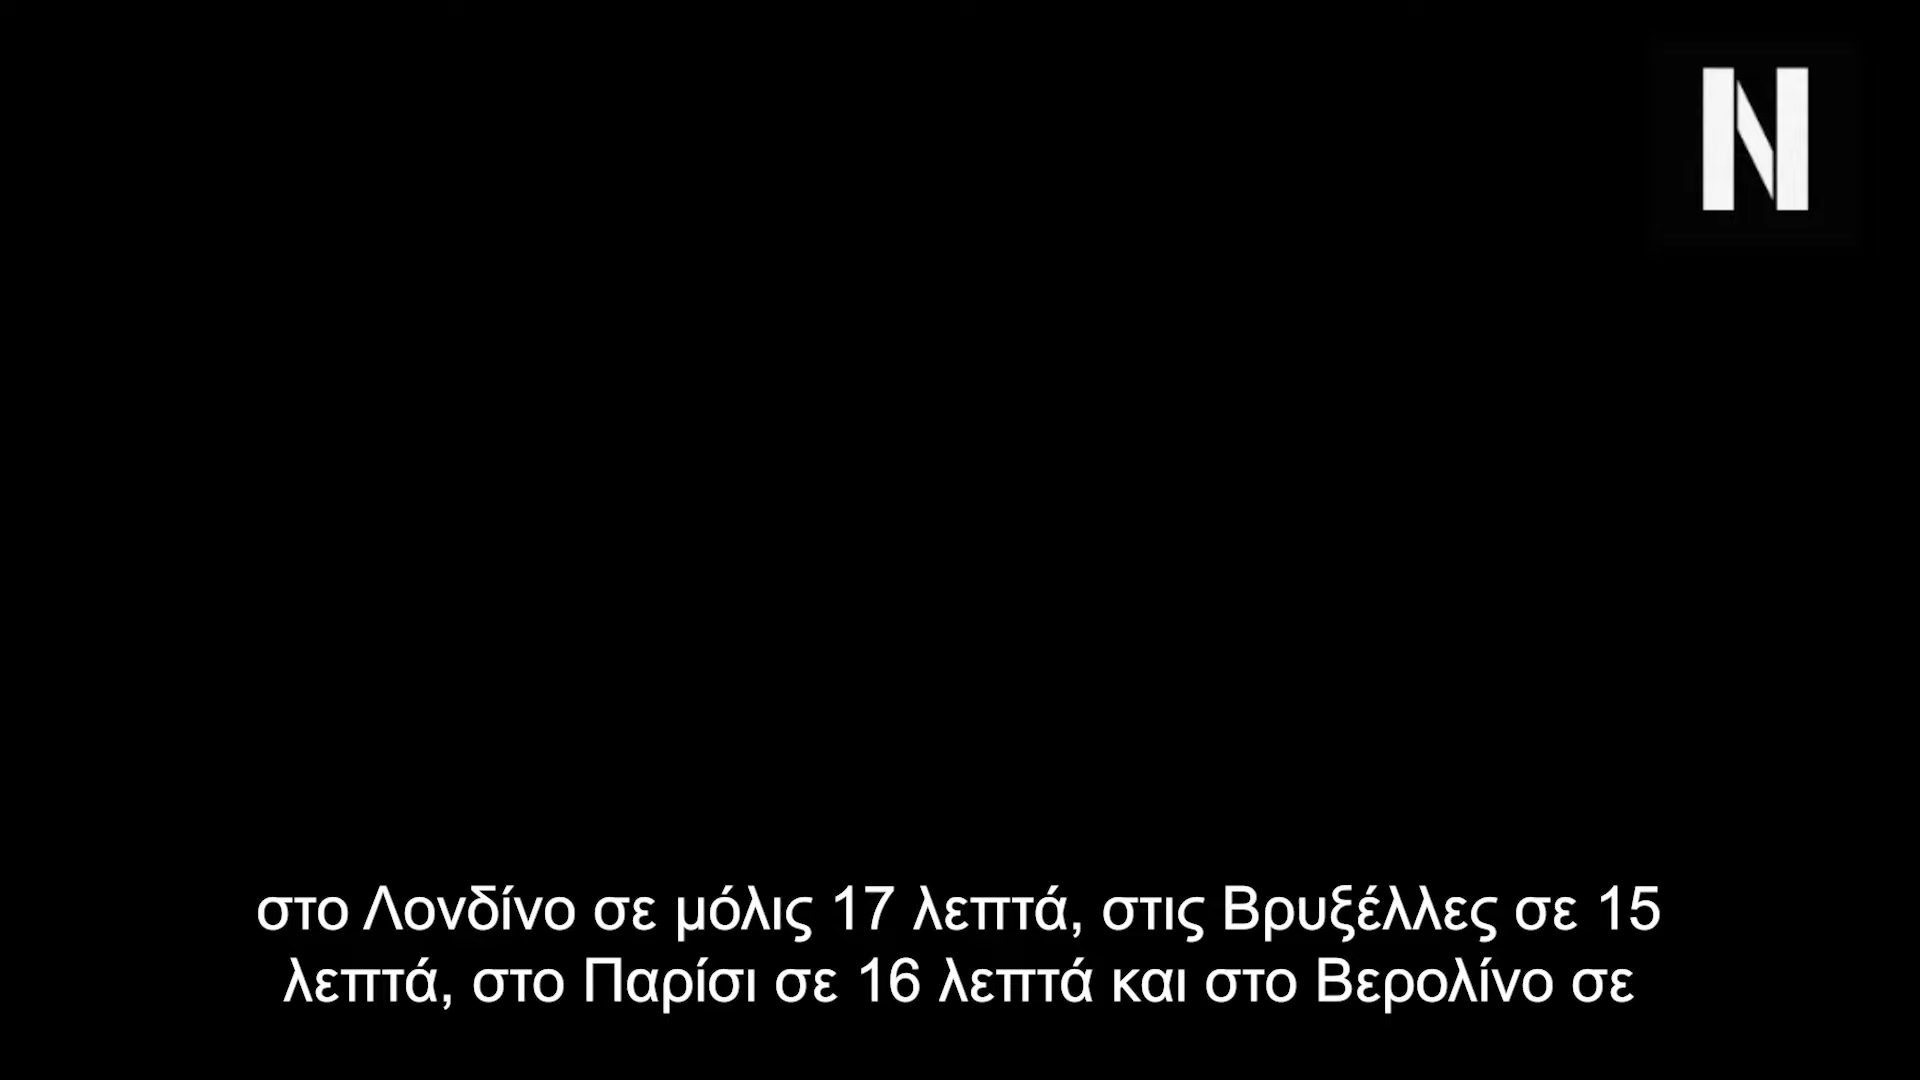 N
στο Λονδίνο σε μόλις 17 λεπτά, στις Βρυξέλλες σε 15
λεπτά, στο Παρίσι σε 16 λεπτά και στο Βερολίνο σε